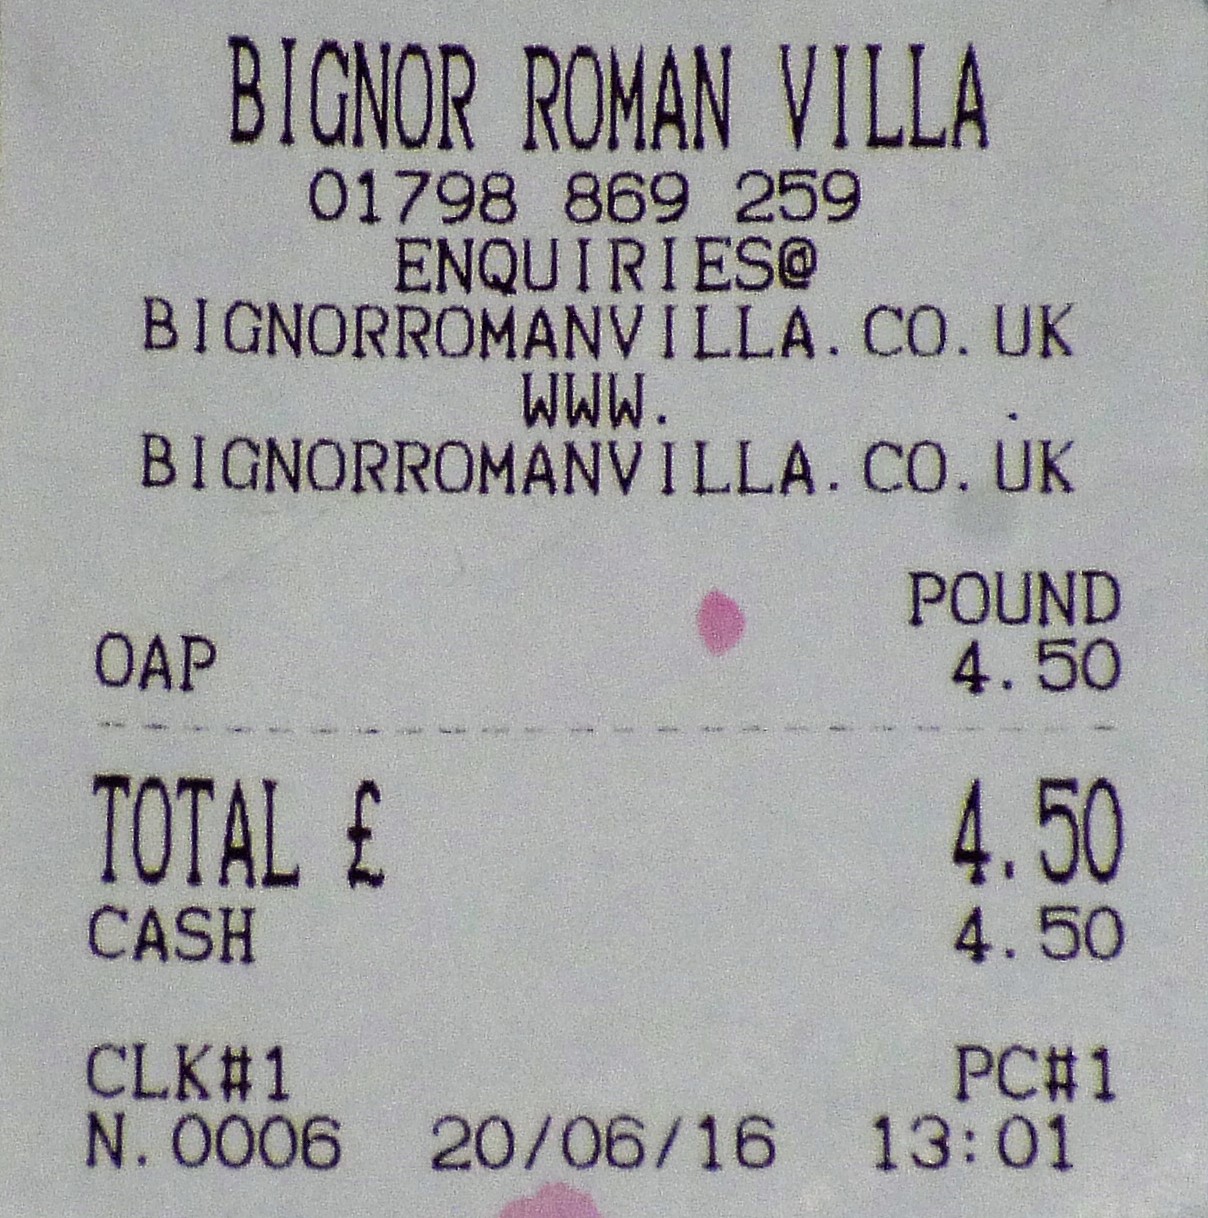 BIGNOR ROMAN VILLA
01798 869 259
ENQUIRIES@
BIGNORROMANVILLA.CO.UK
WWW.
BIGNORROMANVILLA.CO.UK
POUND
OAP 4.50
TOTAL £ 4.50
CASH 4.50
CLK#1 PC#1
N.0006 20/06/16 13:01